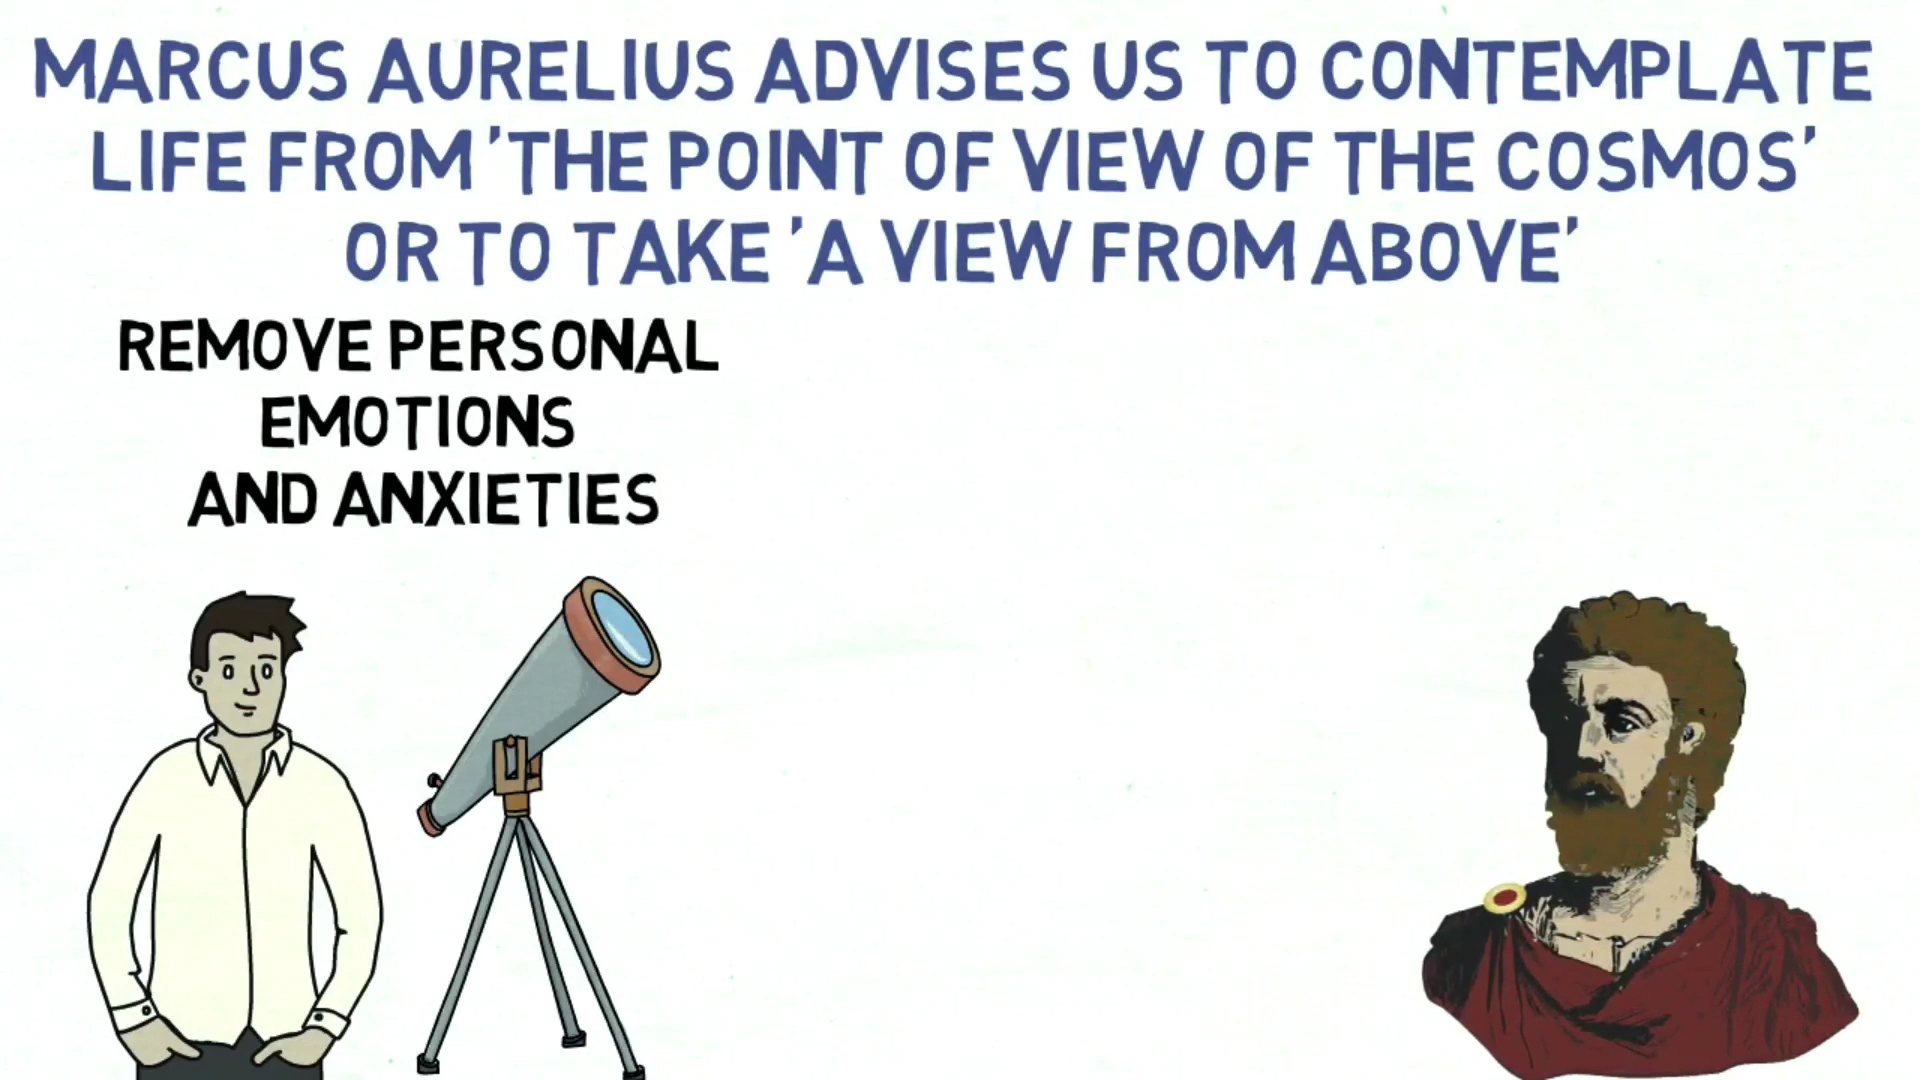 MARCUS AURELIUS ADVISES US TO CONTEMPLATE
LIFE FROM 'THE POINT OF VIEW OF THE COSMOS'
OR TO TAKE 'A VIEW FROM ABOVE'
REMOVE PERSONAL
EMOTIONS
AND ANXIETIES